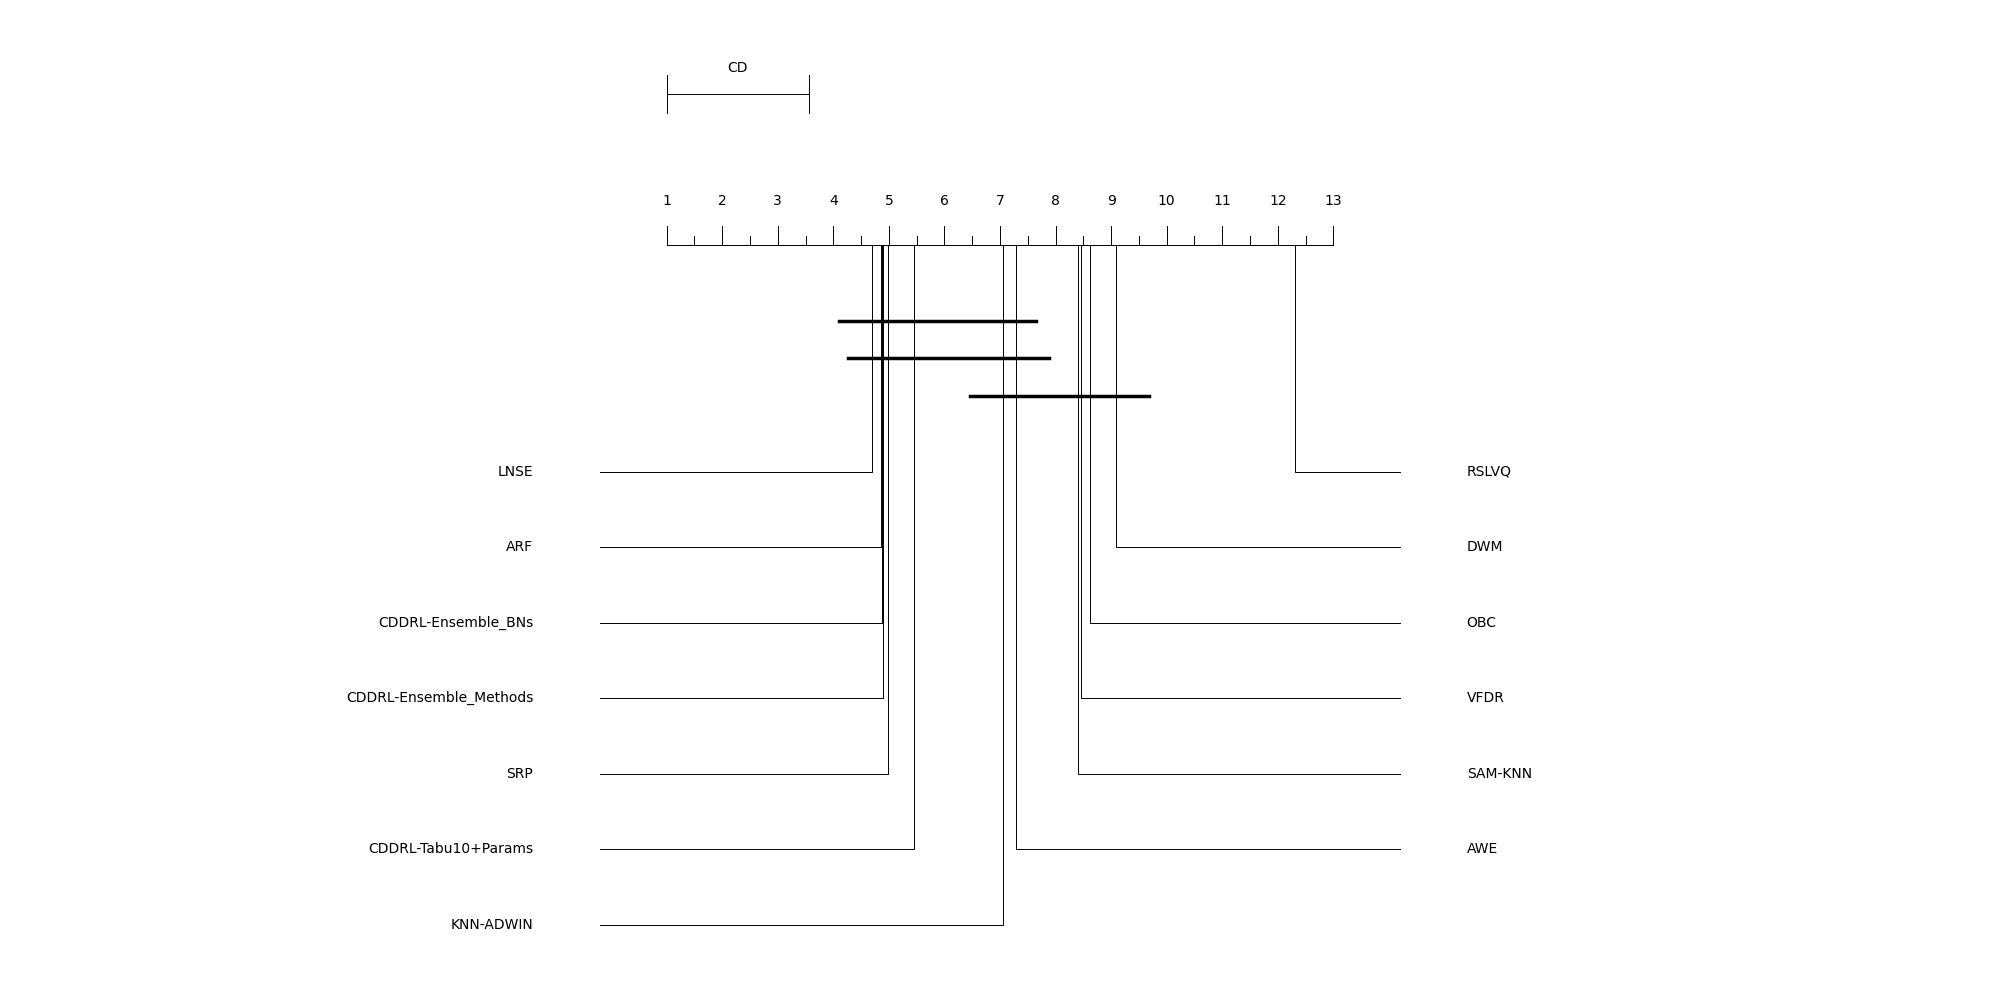 CD
1 2 3 4 5 6 7 8 9 10 11 12 13
LNSE
RSLVQ
ARF
DWM
CDDRL-Ensemble_BNs
OBC
CDDRL-Ensemble_Methods
VFDR
SRP
SAM-KNN
CDDRL-Tabu10+Params
AWE
KNN-ADWIN